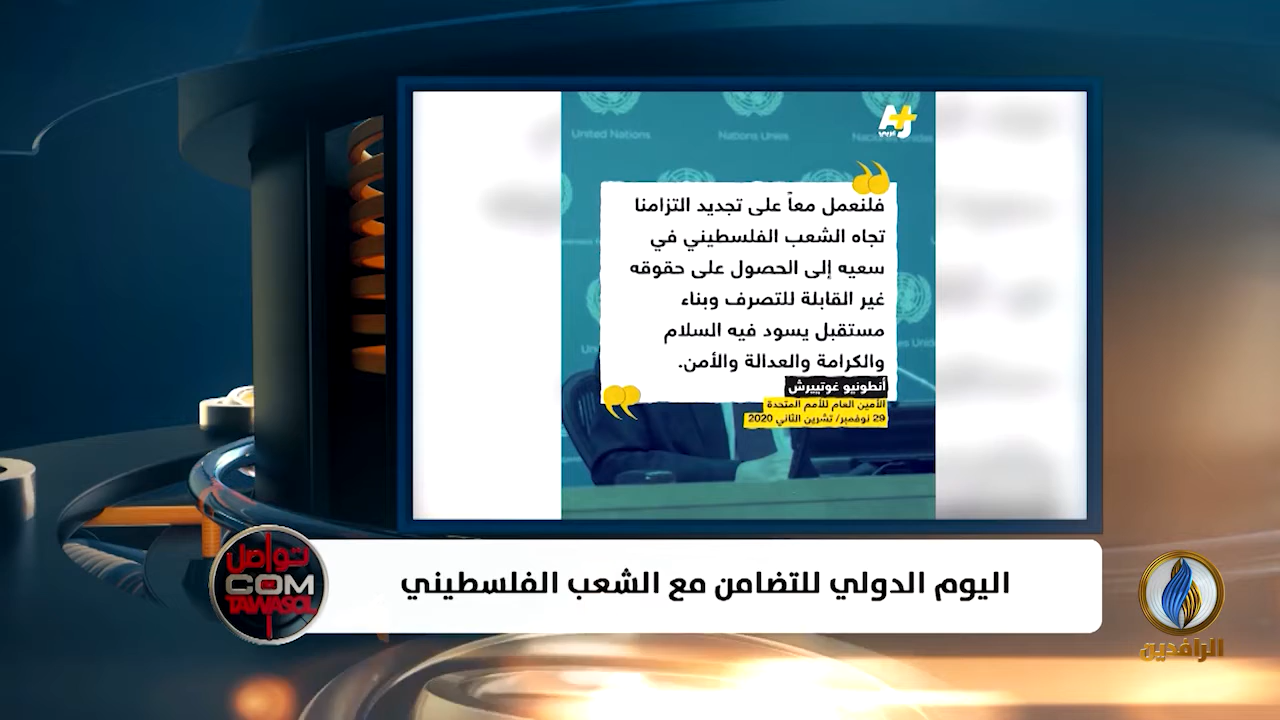 United Nations
Nations Unies
عربي
فلنعمل معاً على تجديد التزامنا
تجاه الشعب الفلسطيني في
سعيه إلى الحصول على حقوقه
غير القابلة للتصرف وبناء
مستقبل يسود فيه السلام
والكرامة والعدالة والأمن.
أنطونيو غوتييرش
الأمين العام للأمم المتحدة
29 نوفمبر/ تشرين الثاني 2020
تواصل
COM
TAWASOL
اليوم الدولي للتضامن مع الشعب الفلسطيني
الرافدين